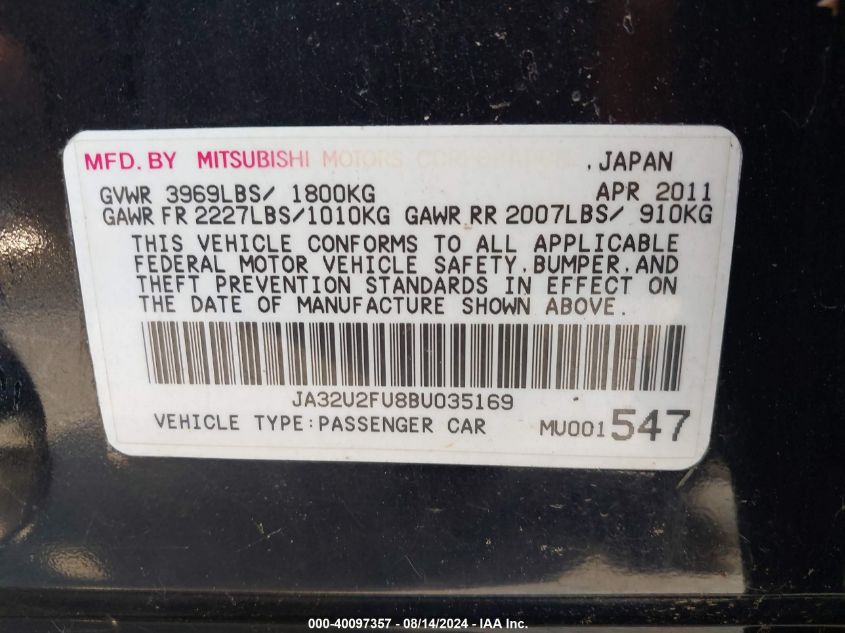 MFD. BY MITSUBISHI MOTORS CORPORATION, JAPAN
GVWR 3969LBS/ 1800KG APR 2011
GAWR FR 2227LBS/1010KG GAWR RR 2007LBS/ 910KG
THIS VEHICLE CONFORMS TO ALL APPLICABLE
FEDERAL MOTOR VEHICLE SAFETY, BUMPER, AND
THEFT PREVENTION STANDARDS IN EFFECT ON
THE DATE OF MANUFACTURE SHOWN ABOVE.
JA32U2FU8BU035169
VEHICLE TYPE:PASSENGER CAR MU001547
000-40097357 - 08/14/2024 - IAA Inc.